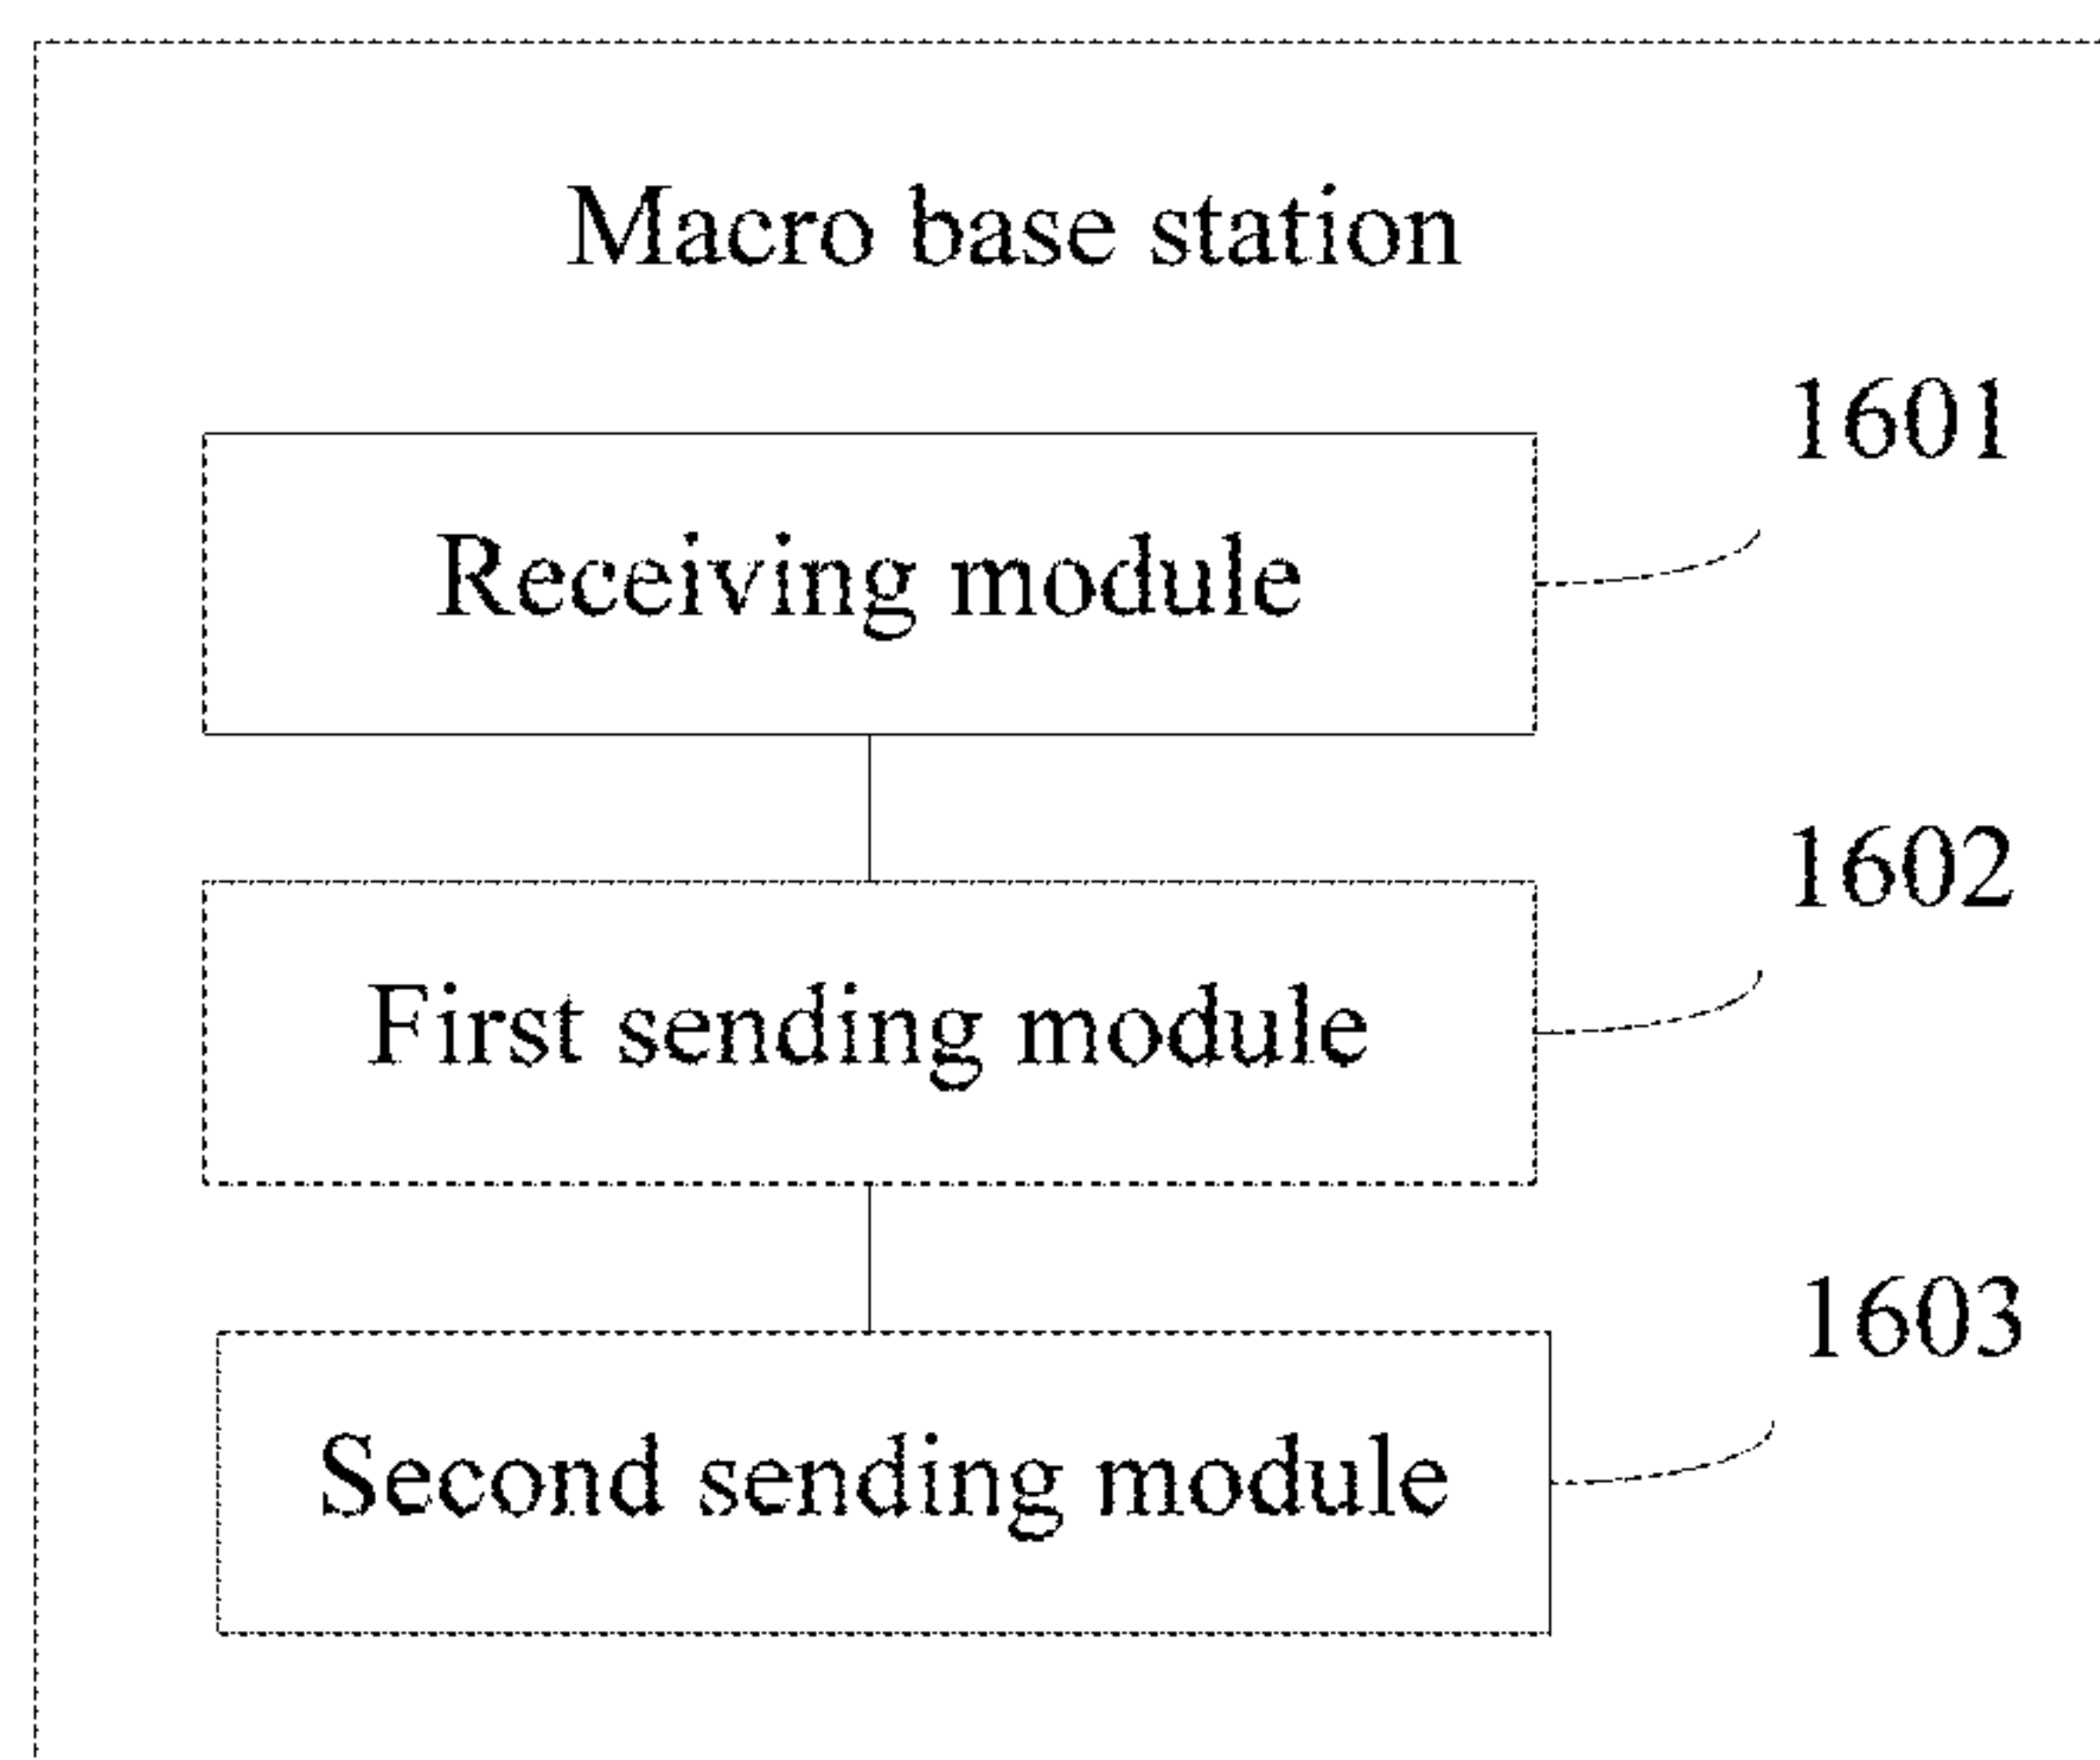 Macro base station
1601
Receiving module
1602
First sending module
1603
Second sending module